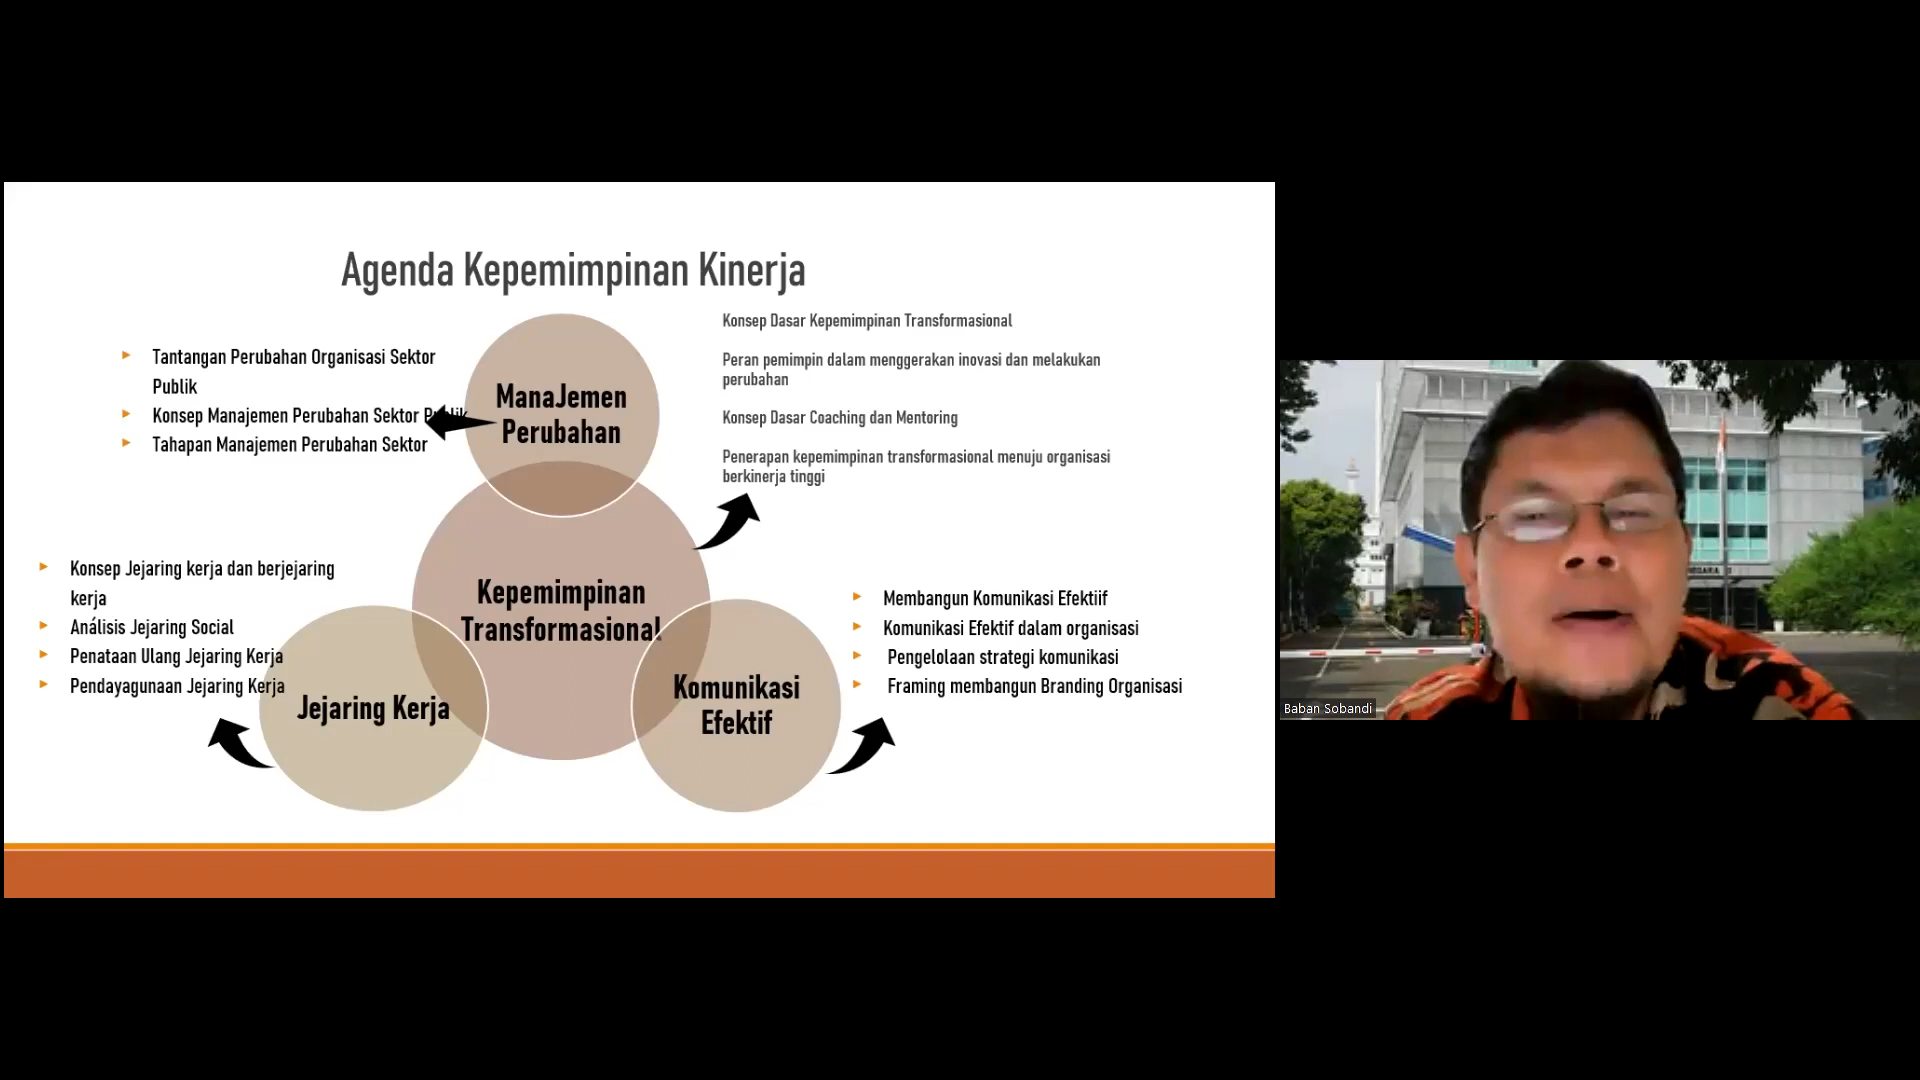 Agenda Kepemimpinan Kinerja
Tantangan Perubahan Organisasi Sektor
Publik
Konsep Manajemen Perubahan Sektor Publik
Tahapan Manajemen Perubahan Sektor
ManaJemen
Perubahan
Konsep Dasar Kepemimpinan Transformasional
Peran pemimpin dalam menggerakan inovasi dan melakukan
perubahan
Konsep Dasar Coaching dan Mentoring
Penerapan kepemimpinan transformasional menuju organisasi
berkinerja tinggi
Konsep Jejaring kerja dan berjejaring
kerja
Análisis Jejaring Social
Penataan Ulang Jejaring Kerja
Pendayagunaan Jejaring Kerja
Kepemimpinan
Transformasional
Jejaring Kerja
Komunikasi
Efektif
Membangun Komunikasi Efektiif
Komunikasi Efektif dalam organisasi
Pengelolaan strategi komunikasi
Framing membangun Branding Organisasi
Baban Sobandi